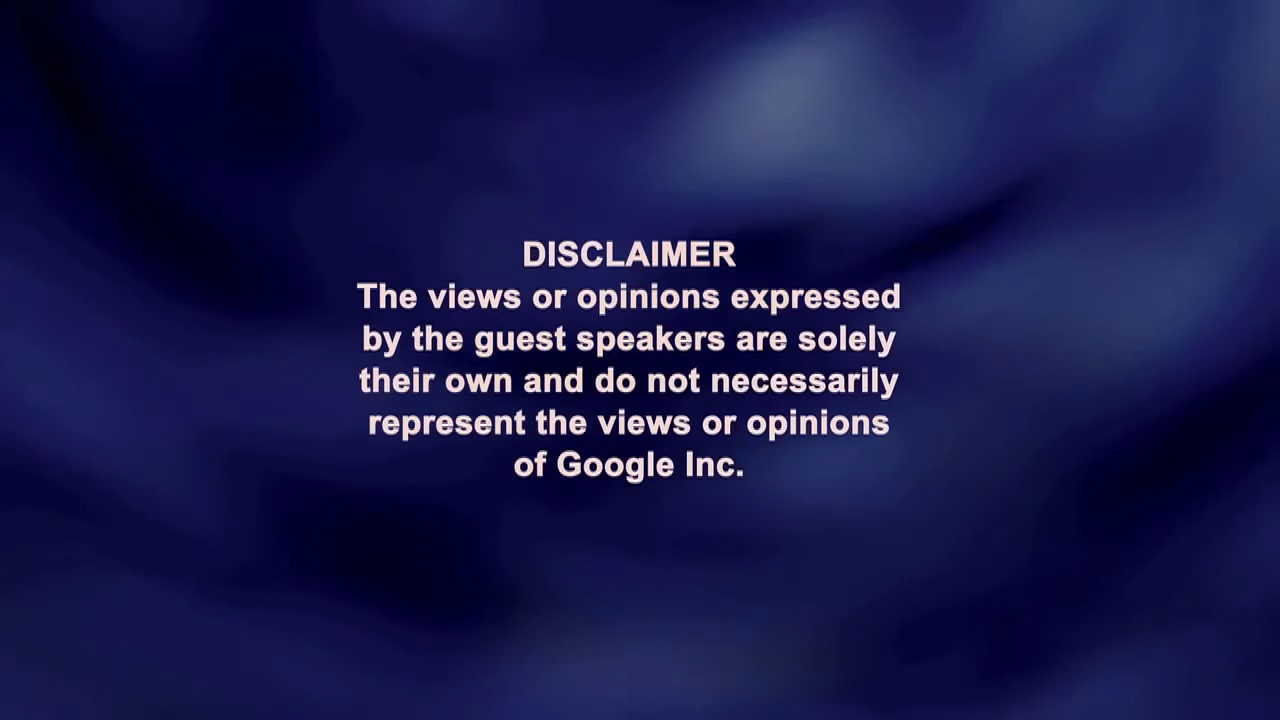 DISCLAIMER
The views or opinions expressed
by the guest speakers are solely
their own and do not necessarily
represent the views or opinions
of Google Inc.